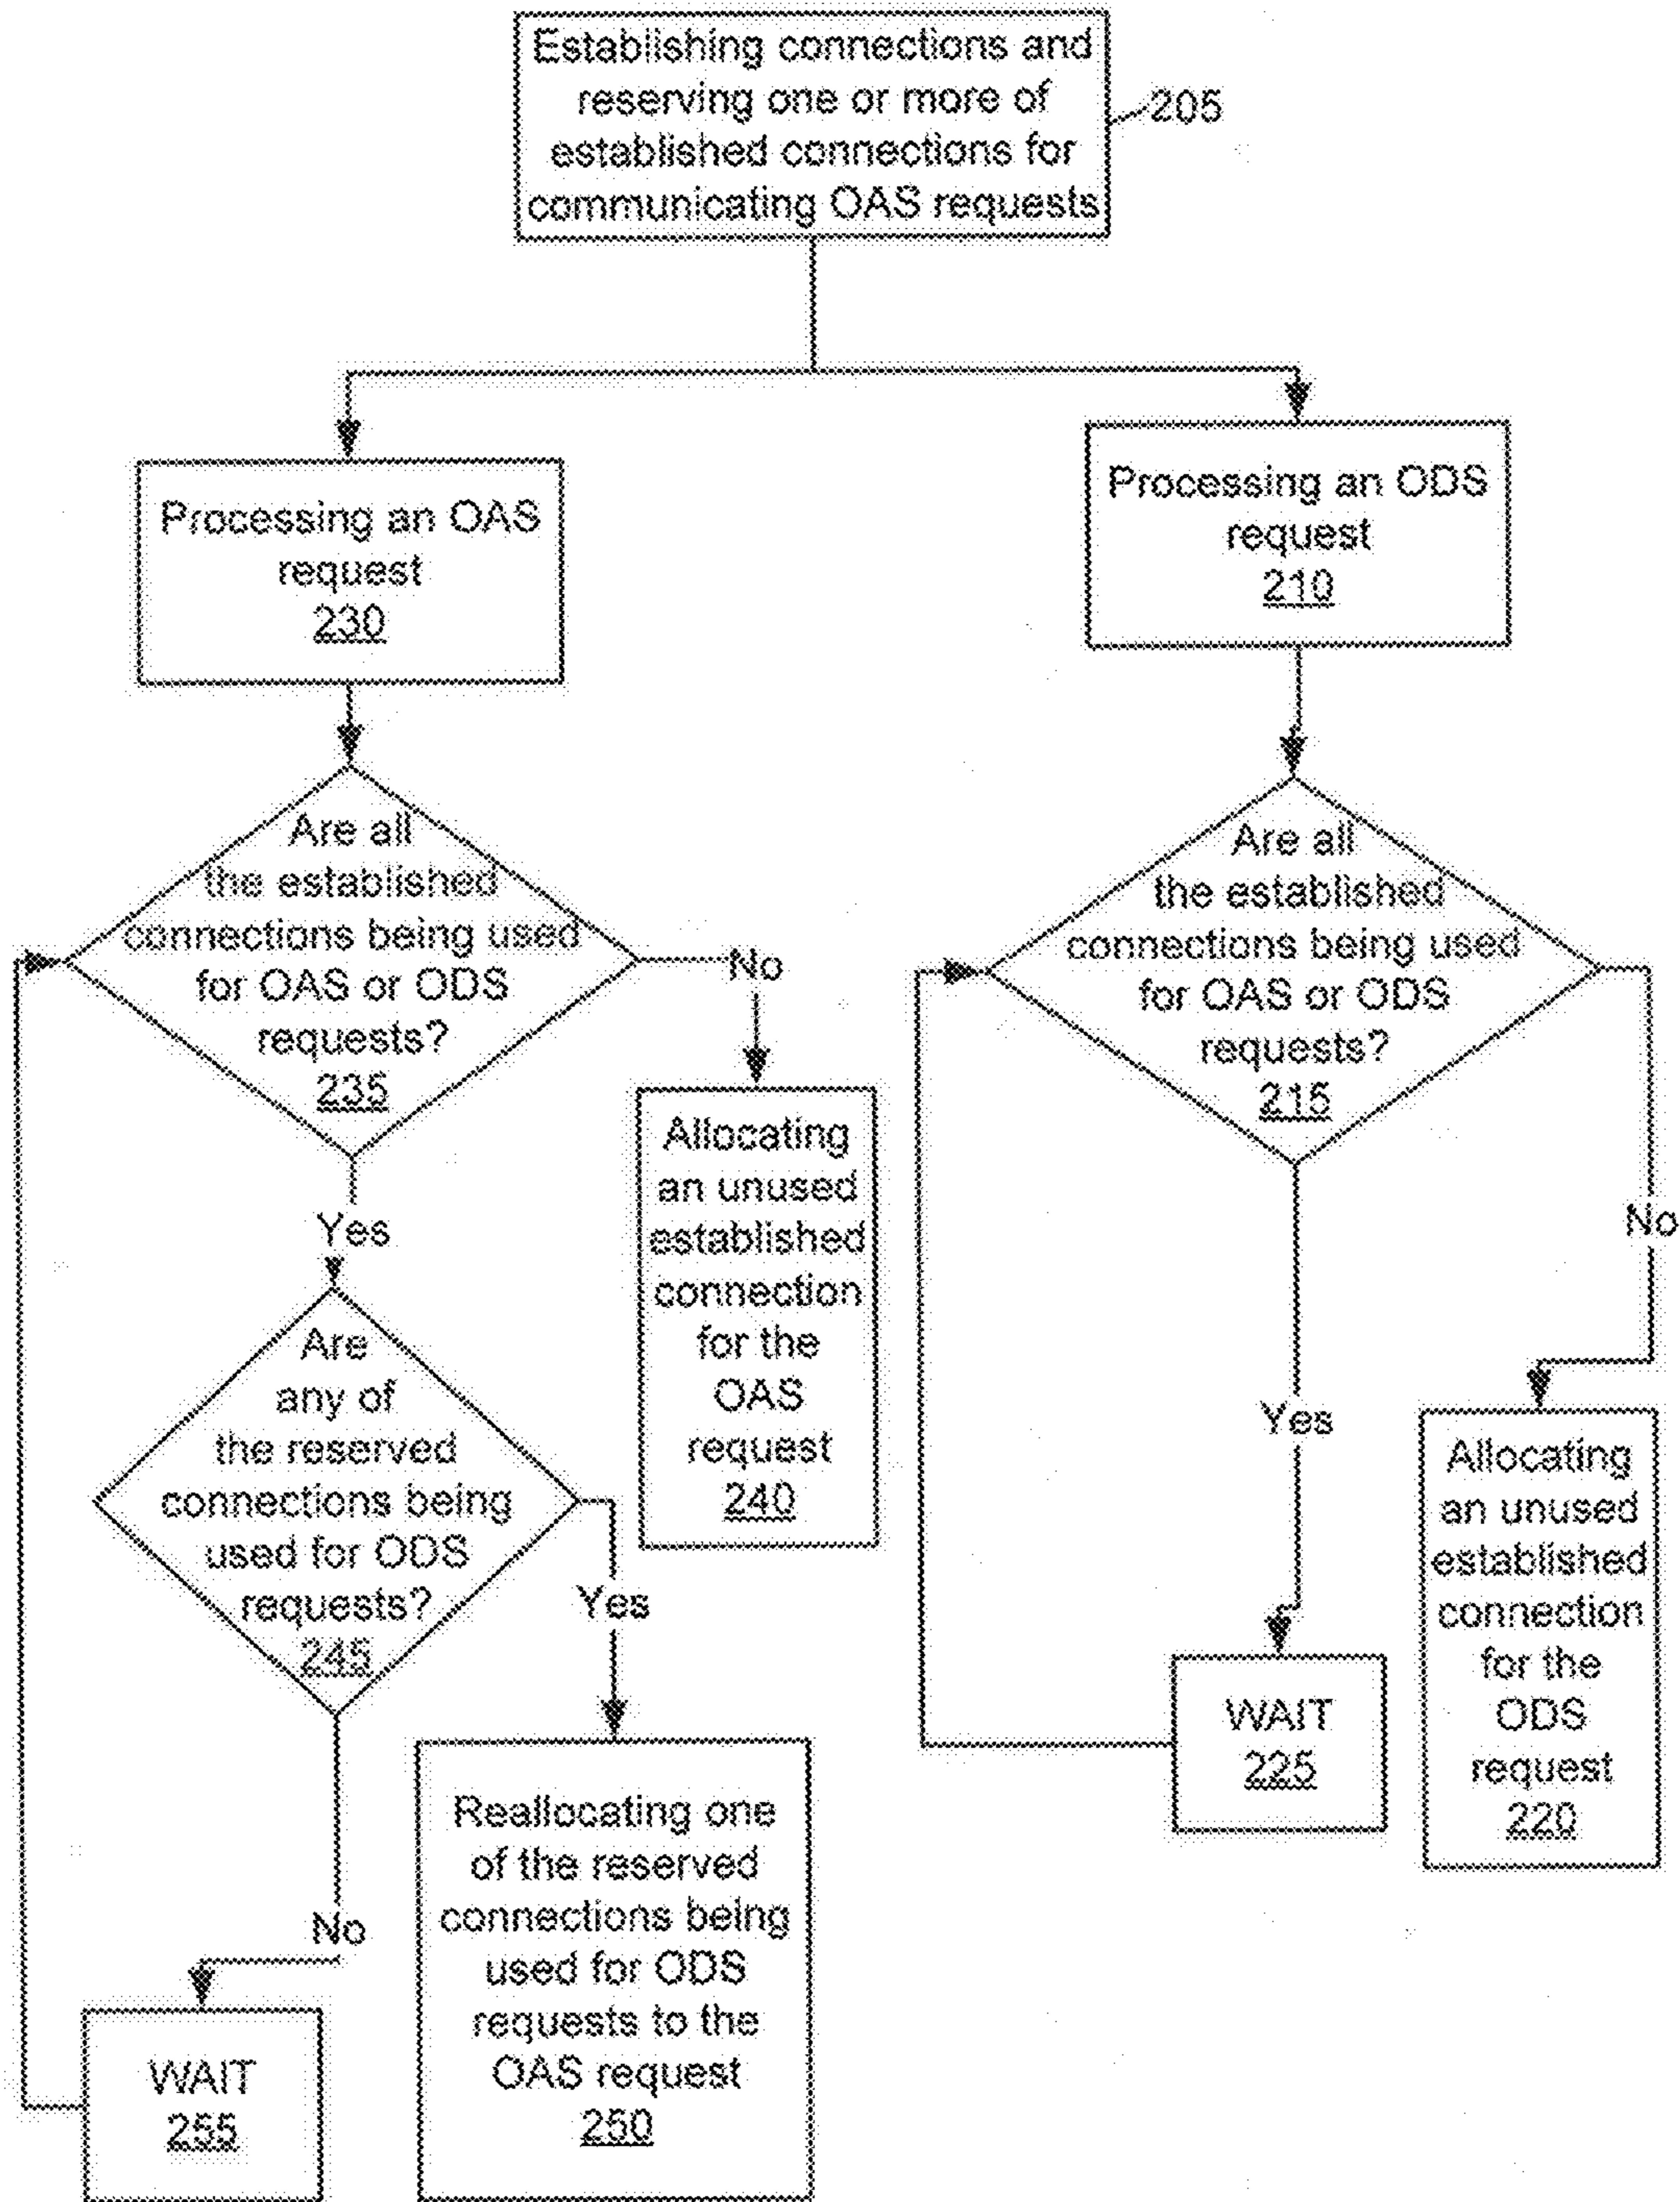 Establishing connections and
reserving one or more of
established connections for
communicating OAS requests
205
Processing an OAS
request
230
Processing an ODS
request
210
Are all
the established
connections being used
for OAS or ODS
requests?
235
No
Yes
Are all
the established
connections being used
for OAS or ODS
requests?
215
No
Yes
Allocating
an unused
established
connection
for the
OAS
request
240
Are
any of
the reserved
connections being
used for ODS
requests?
245
Yes
No
Allocating
an unused
established
connection
for the
ODS
request
220
WAIT
225
Reallocating one
of the reserved
connections being
used for ODS
requests to the
OAS request
250
WAIT
255